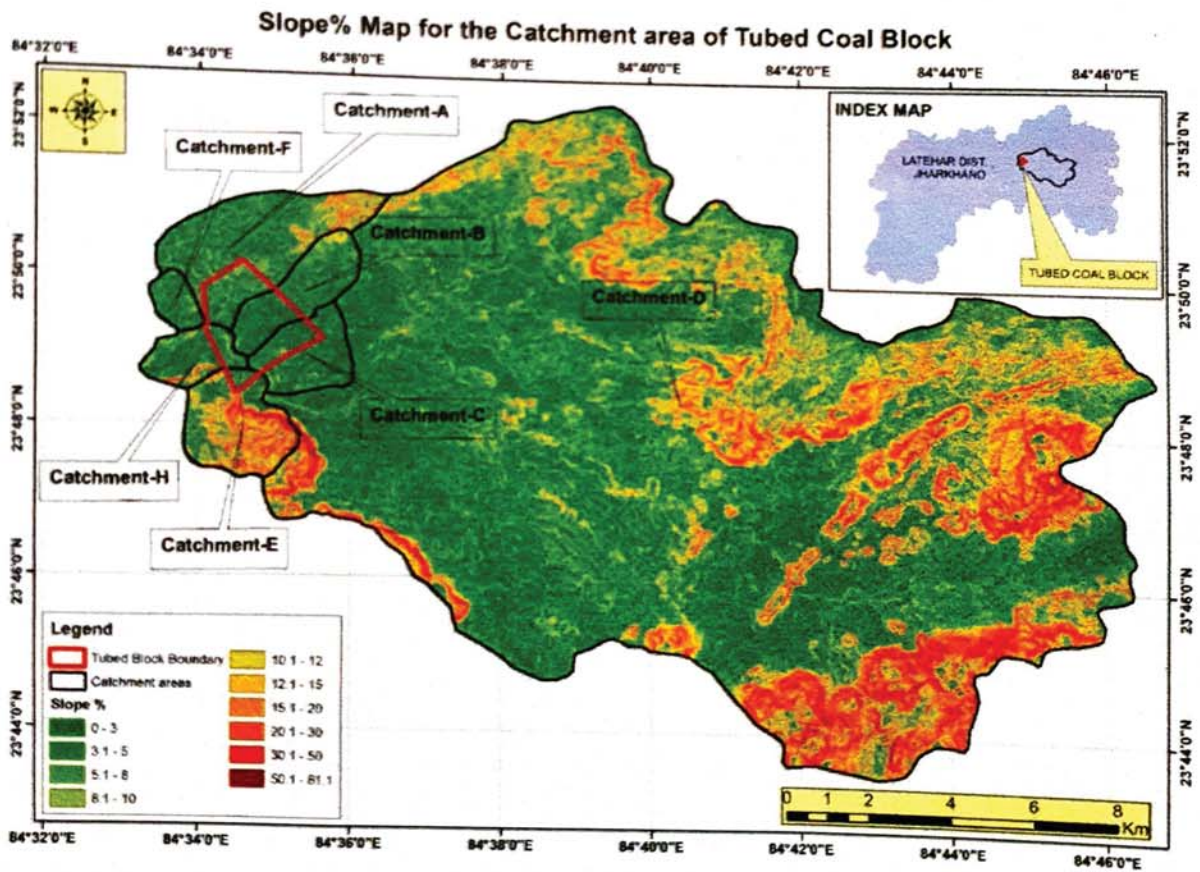 Slope% Map for the Catchment area of Tubed Coal Block
84°32'0"E 84°34'0"E 84°36'0"E 84°38'0"E 84°40'0"E 84°42'0"E 84°44'0"E 84°46'0"E
23°52'0"N
23°50'0"N
23°48'0"N
23°46'0"N
23°44'0"N
N
W E
S
Catchment-A
Catchment-F
Catchment-B
Catchment-D
Catchment-C
Catchment-H
Catchment-E
INDEX MAP
LATEHAR DIST.
JHARKHAND
TUBED COAL BLOCK
23°52'0"N
23°50'0"N
23°48'0"N
23°46'0"N
23°44'0"N
Legend
Tubed Block Boundary
Catchment areas
Slope %
0 - 3
3.1 - 5
5.1 - 8
8.1 - 10
10.1 - 12
12.1 - 15
15.1 - 20
20.1 - 30
30.1 - 50
50.1 - 81.1
0 1 2 4 6 8
Km
84°32'0"E 84°34'0"E 84°36'0"E 84°38'0"E 84°40'0"E 84°42'0"E 84°44'0"E 84°46'0"E